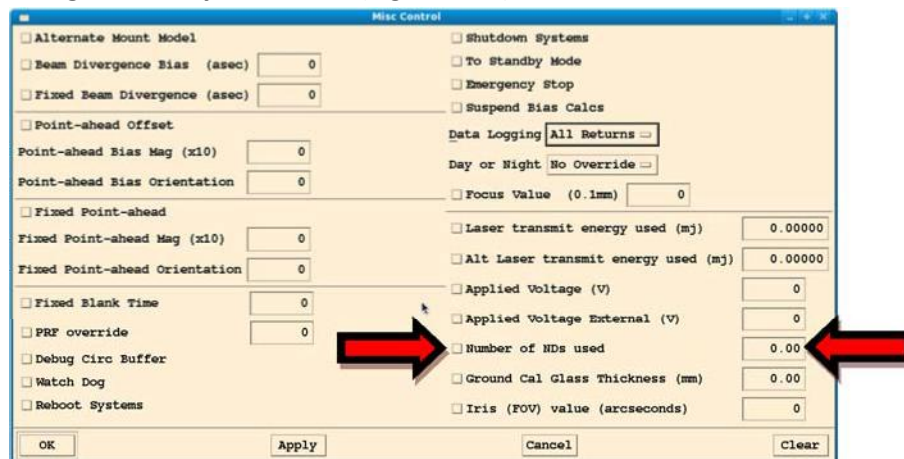 Misc Control
Alternate Mount Model
Beam Divergence Bias (asec) 0
Fixed Beam Divergence (asec) 0
Point-ahead Offset
Point-ahead Bias Mag (x10) 0
Point-ahead Bias Orientation 0
Fixed Point-ahead
Fixed Point-ahead Mag (x10) 0
Fixed Point-ahead Orientation 0
Fixed Blank Time 0
PRF override 0
Debug Circ Buffer
Watch Dog
Reboot Systems
Shutdown Systems
To Standby Mode
Emergency Stop
Suspend Bias Calcs
Data Logging All Returns
Day or Night No Override
Focus Value (0.1mm) 0
Laser transmit energy used (mj) 0.00000
Alt Laser transmit energy used (mj) 0.00000
Applied Voltage (V) 0
Applied Voltage External (V) 0
Number of NDs used 0.00
Ground Cal Glass Thickness (mm) 0.00
Iris (FOV) value (arcseconds) 0
OK Apply Cancel Clear